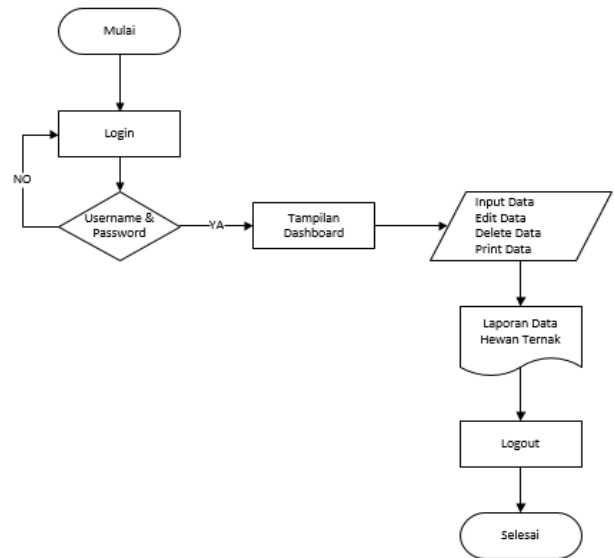 Mulai
Login
NO
Username &
Password
YA
Tampilan
Dashboard
Input Data
Edit Data
Delete Data
Print Data
Laporan Data
Hewan Ternak
Logout
Selesai